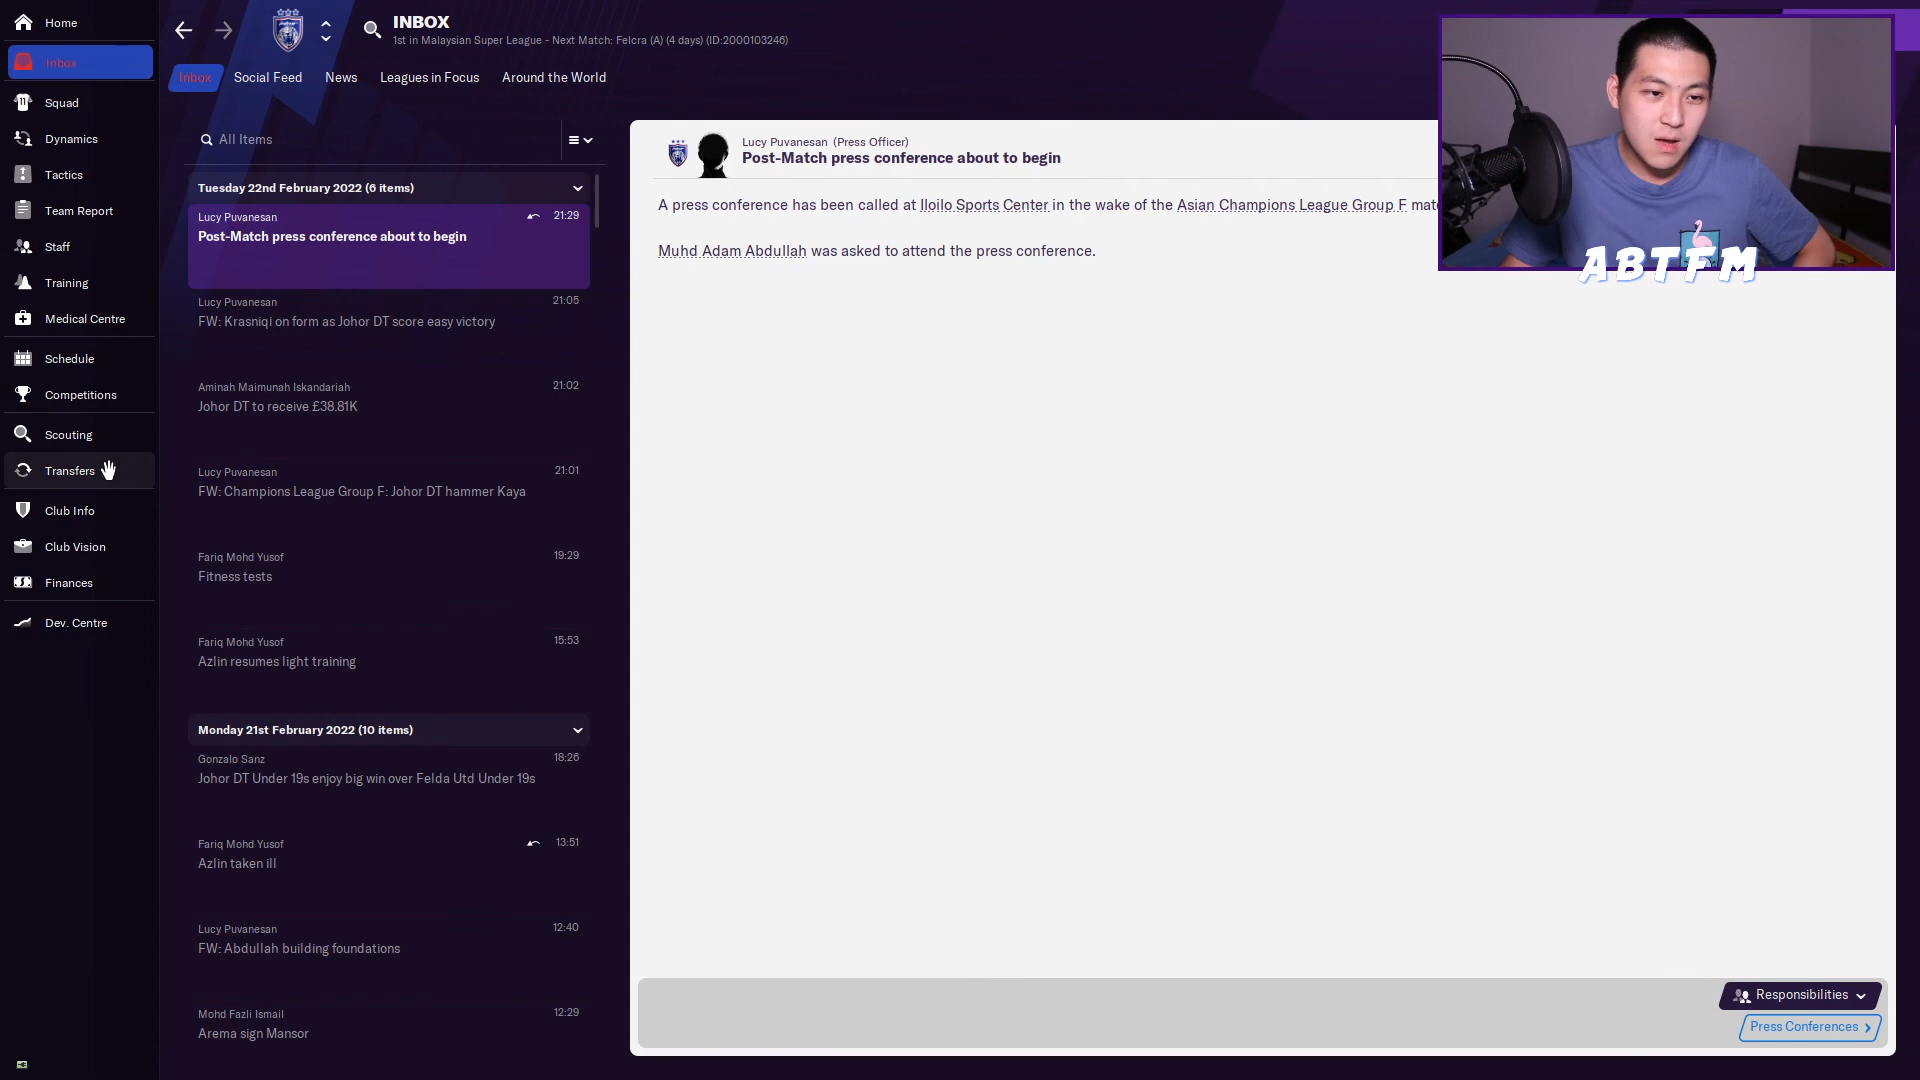 Home
Inbox
Squad
Dynamics
Tactics
Team Report
Staff
Training
Medical Centre
Schedule
Competitions
Scouting
Transfers
Club Info
Club Vision
Finances
Dev. Centre
INBOX
1st in Malaysian Super League - Next Match: Felcra (A) (4 days) (ID:2000103246)
Inbox Social Feed News Leagues in Focus Around the World
All Items
Tuesday 22nd February 2022 (6 items)
Lucy Puvanesan 21:29
Post-Match press conference about to begin
Lucy Puvanesan 21:05
FW: Krasniqi on form as Johor DT score easy victory
Aminah Maimunah Iskandariah 21:02
Johor DT to receive £38.81K
Lucy Puvanesan 21:01
FW: Champions League Group F: Johor DT hammer Kaya
Fariq Mohd Yusof 19:29
Fitness tests
Fariq Mohd Yusof 15:53
Azlin resumes light training
Monday 21st February 2022 (10 items)
Gonzalo Sanz 18:26
Johor DT Under 19s enjoy big win over Felda Utd Under 19s
Fariq Mohd Yusof 13:51
Azlin taken ill
Lucy Puvanesan 12:40
FW: Abdullah building foundations
Mohd Fazli Ismail 12:29
Arema sign Mansor
Lucy Puvanesan (Press Officer)
Post-Match press conference about to begin
A press conference has been called at Iloilo Sports Center in the wake of the Asian Champions League Group F
Muhd Adam Abdullah was asked to attend the press conference.
ABTFM
Responsibilities
Press Conferences